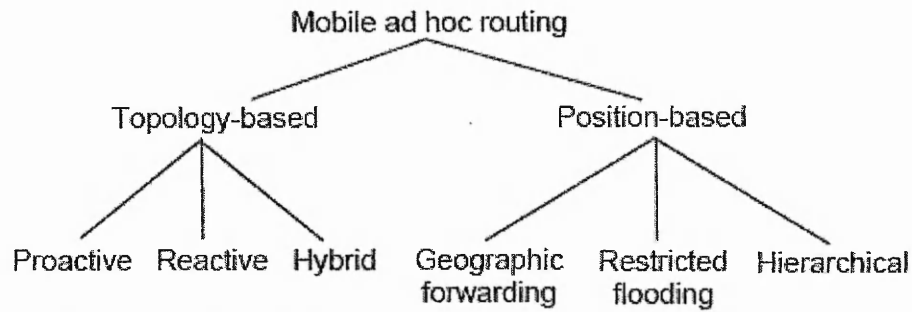 Mobile ad hoc routing
Topology-based Position-based
Proactive Reactive Hybrid Geographic forwarding Restricted flooding Hierarchical